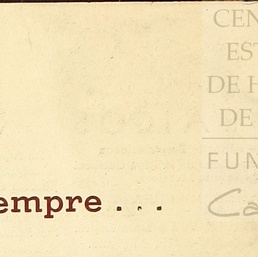 CEN
EST
DE H
DE
FUN
Ca
empre . . .